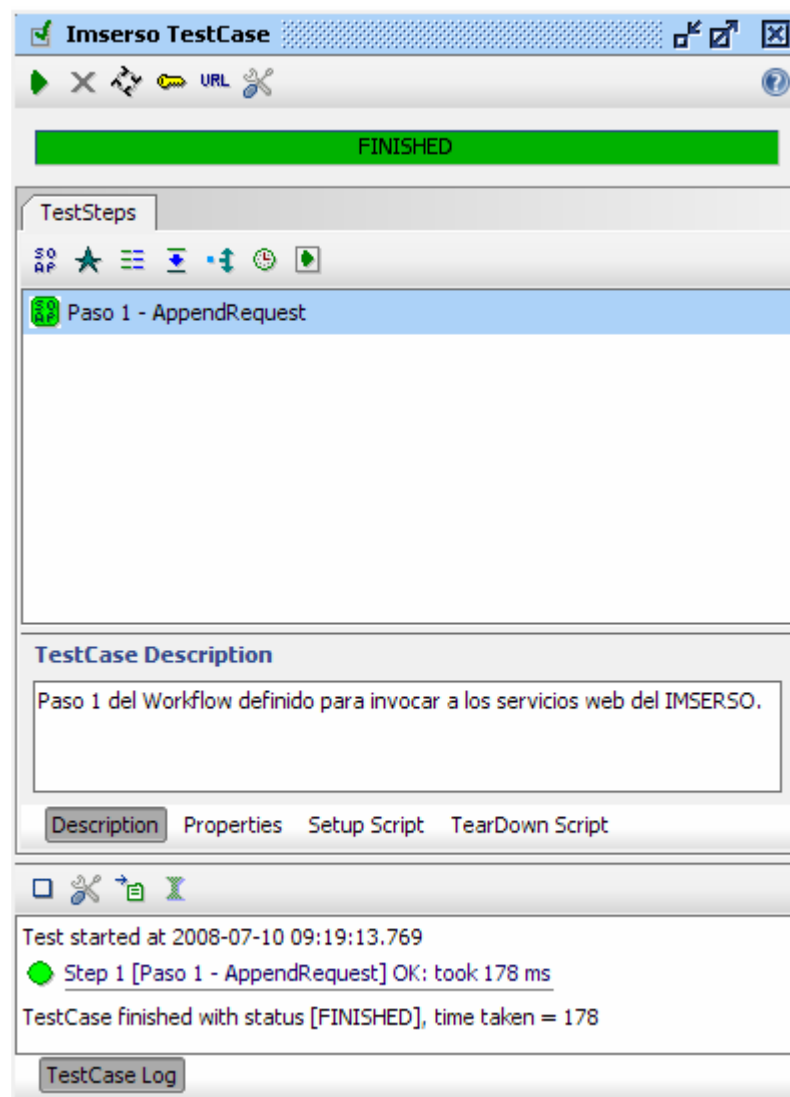 Imserso TestCase
URL
FINISHED
TestSteps
SO
AP
SO
AP
Paso 1 - AppendRequest
TestCase Description
Paso 1 del Workflow definido para invocar a los servicios web del IMSERSO.
Description Properties Setup Script TearDown Script
Test started at 2008-07-10 09:19:13.769
Step 1 [Paso 1 - AppendRequest] OK: took 178 ms
TestCase finished with status [FINISHED], time taken = 178
TestCase Log